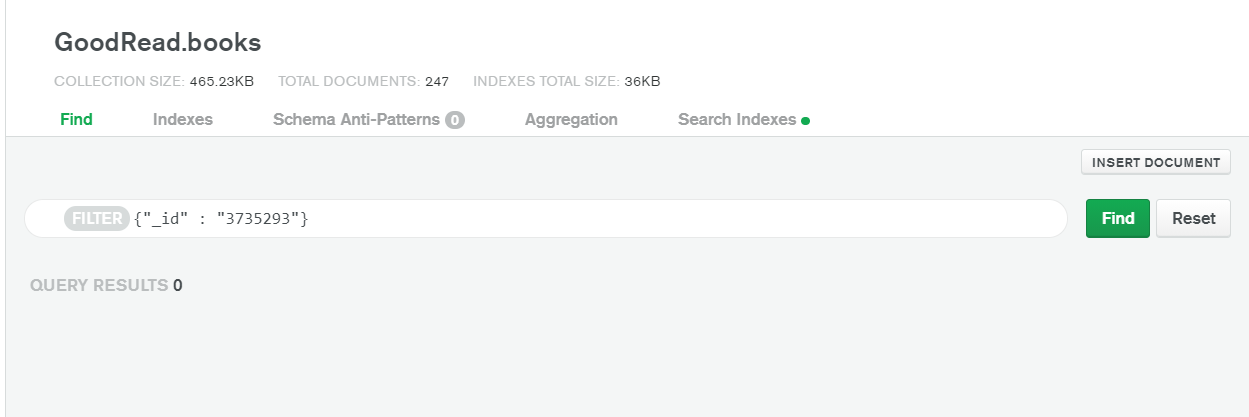 GoodRead.books
COLLECTION SIZE: 465.23KB TOTAL DOCUMENTS: 247 INDEXES TOTAL SIZE: 36KB
Find Indexes Schema Anti-Patterns 0 Aggregation Search Indexes
INSERT DOCUMENT
FILTER {"_id" : "3735293"} Find Reset
QUERY RESULTS 0